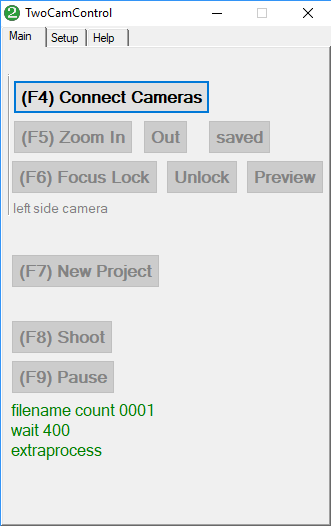 2 TwoCamControl
Main Setup Help
(F4) Connect Cameras
(F5) Zoom In Out saved
(F6) Focus Lock Unlock Preview
left side camera
(F7) New Project
(F8) Shoot
(F9) Pause
filename count 0001
wait 400
extraprocess